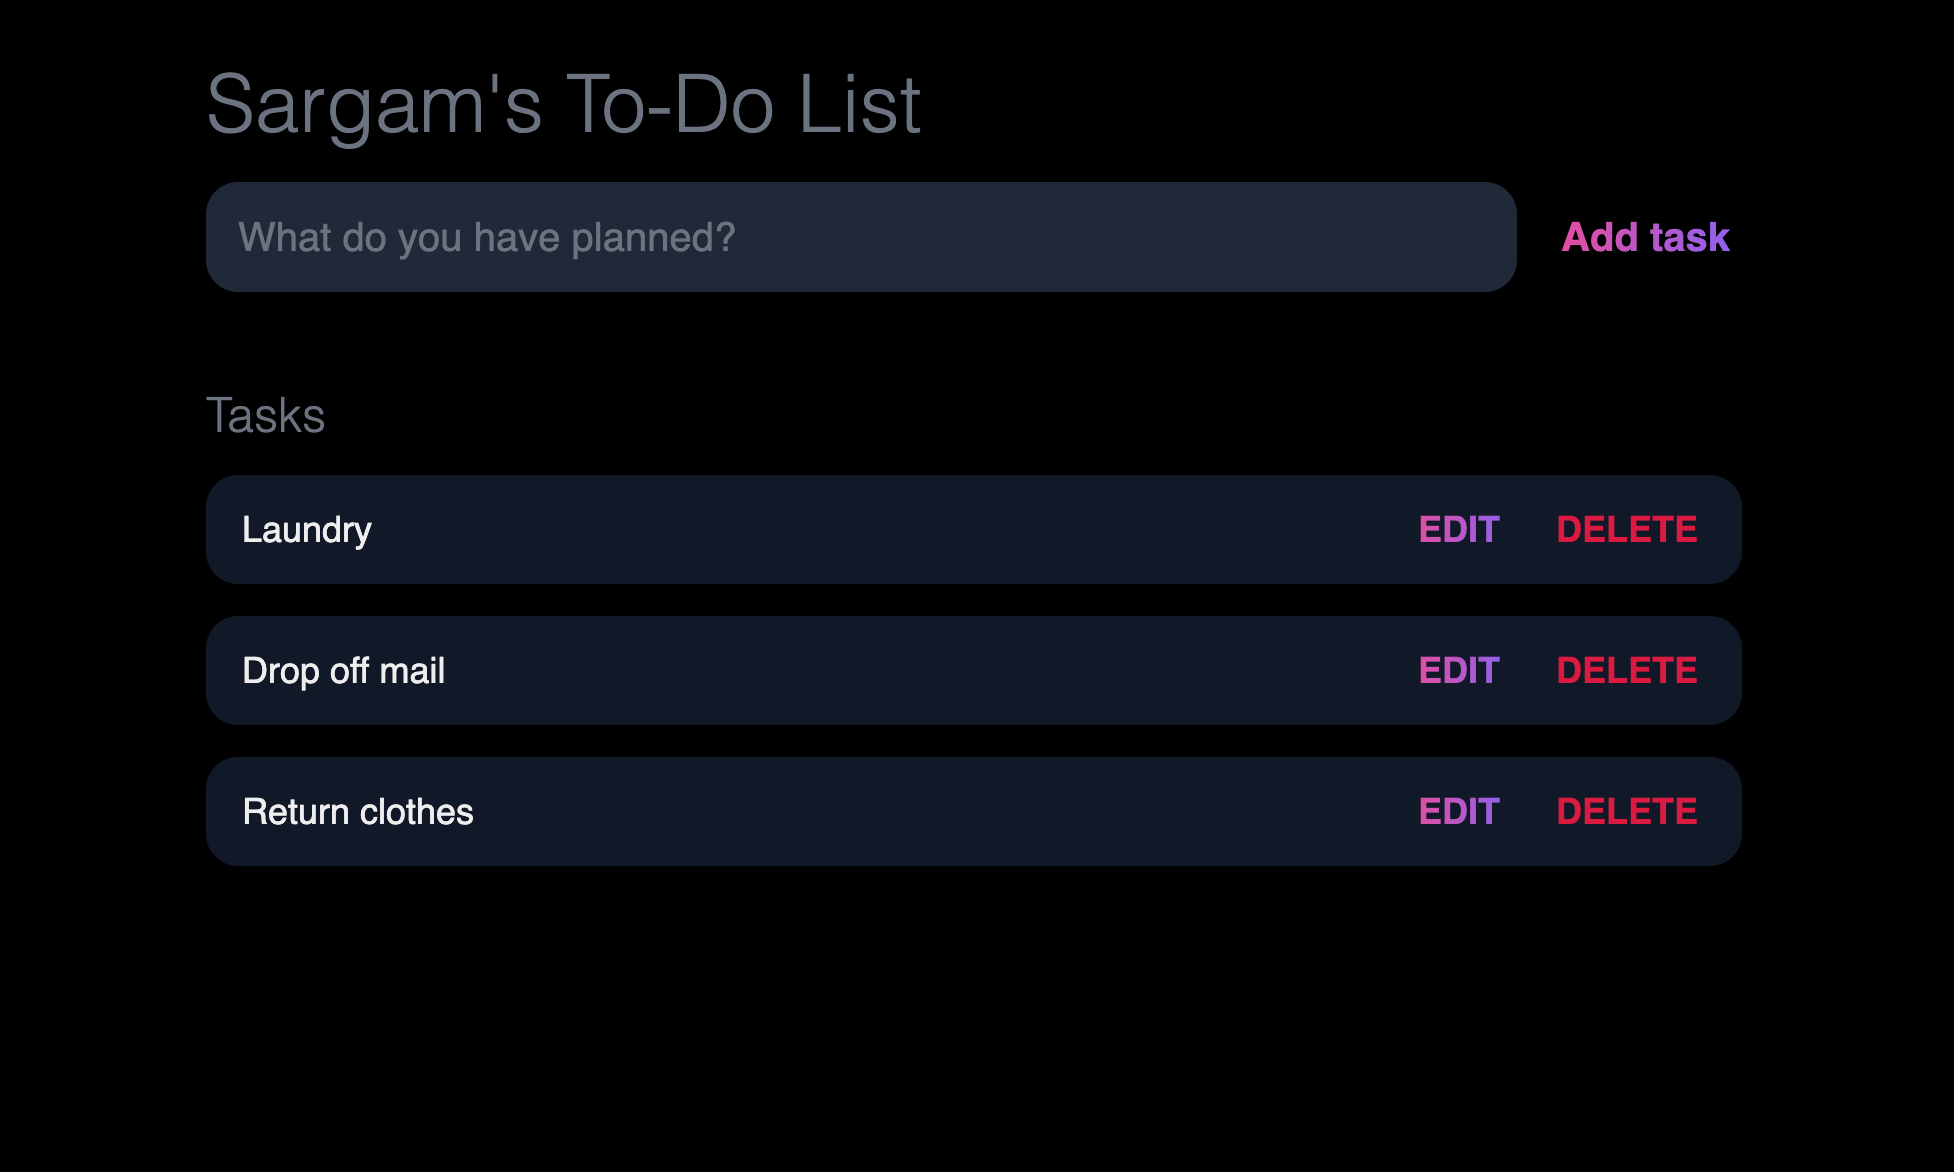 Sargam's To-Do List
What do you have planned? Add task
Tasks
Laundry EDIT DELETE
Drop off mail EDIT DELETE
Return clothes EDIT DELETE